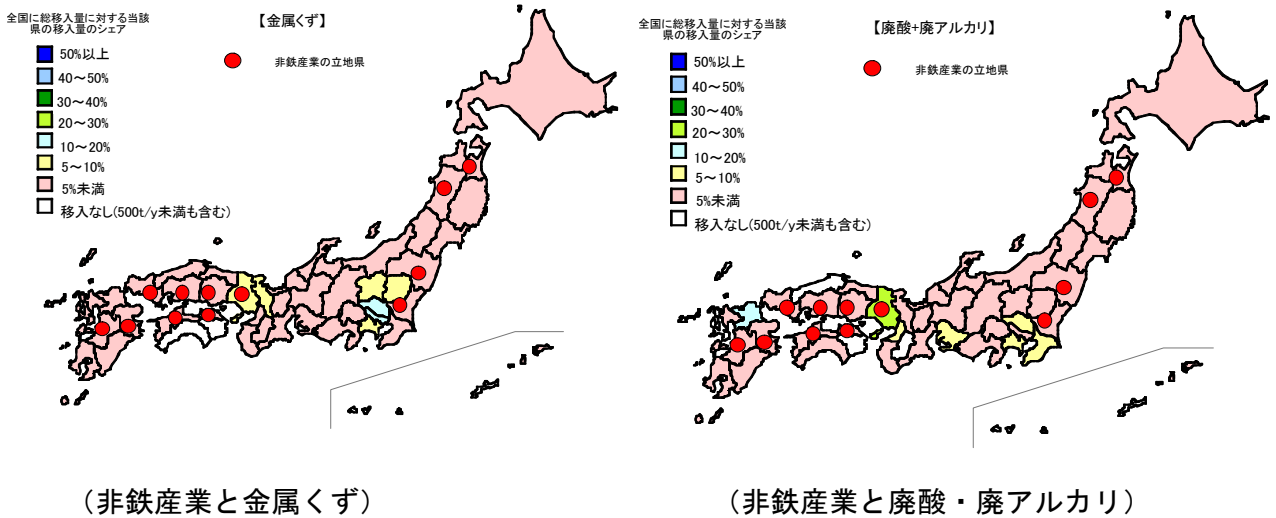 全国に総移入量に対する当該
県の移入量のシェア
【金属くず】
50%以上
40～50%
30～40%
20～30%
10～20%
5～10%
5%未満
移入なし(500t/y未満も含む)
非鉄産業の立地県
(非鉄産業と金属くず)
全国に総移入量に対する当該
県の移入量のシェア
【廃酸+廃アルカリ】
50%以上
40～50%
30～40%
20～30%
10～20%
5～10%
5%未満
移入なし(500t/y未満も含む)
非鉄産業の立地県
(非鉄産業と廃酸・廃アルカリ)